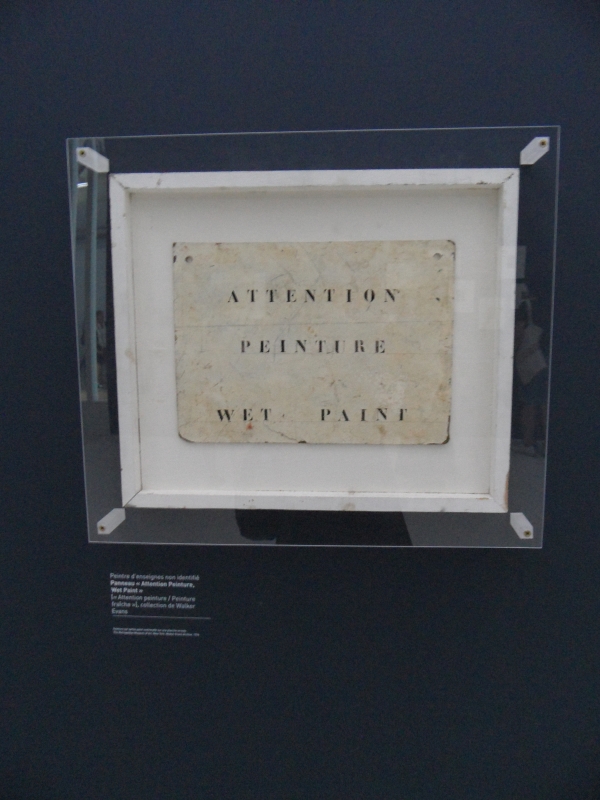 ATTENTION
PEINTURE
WET PAINT
Peintre d'enseignes non identifié
Panneau « Attention Peinture,
Wet Paint »
[« Attention peinture / Peinture
fraîche »], collection de Walker
Evans